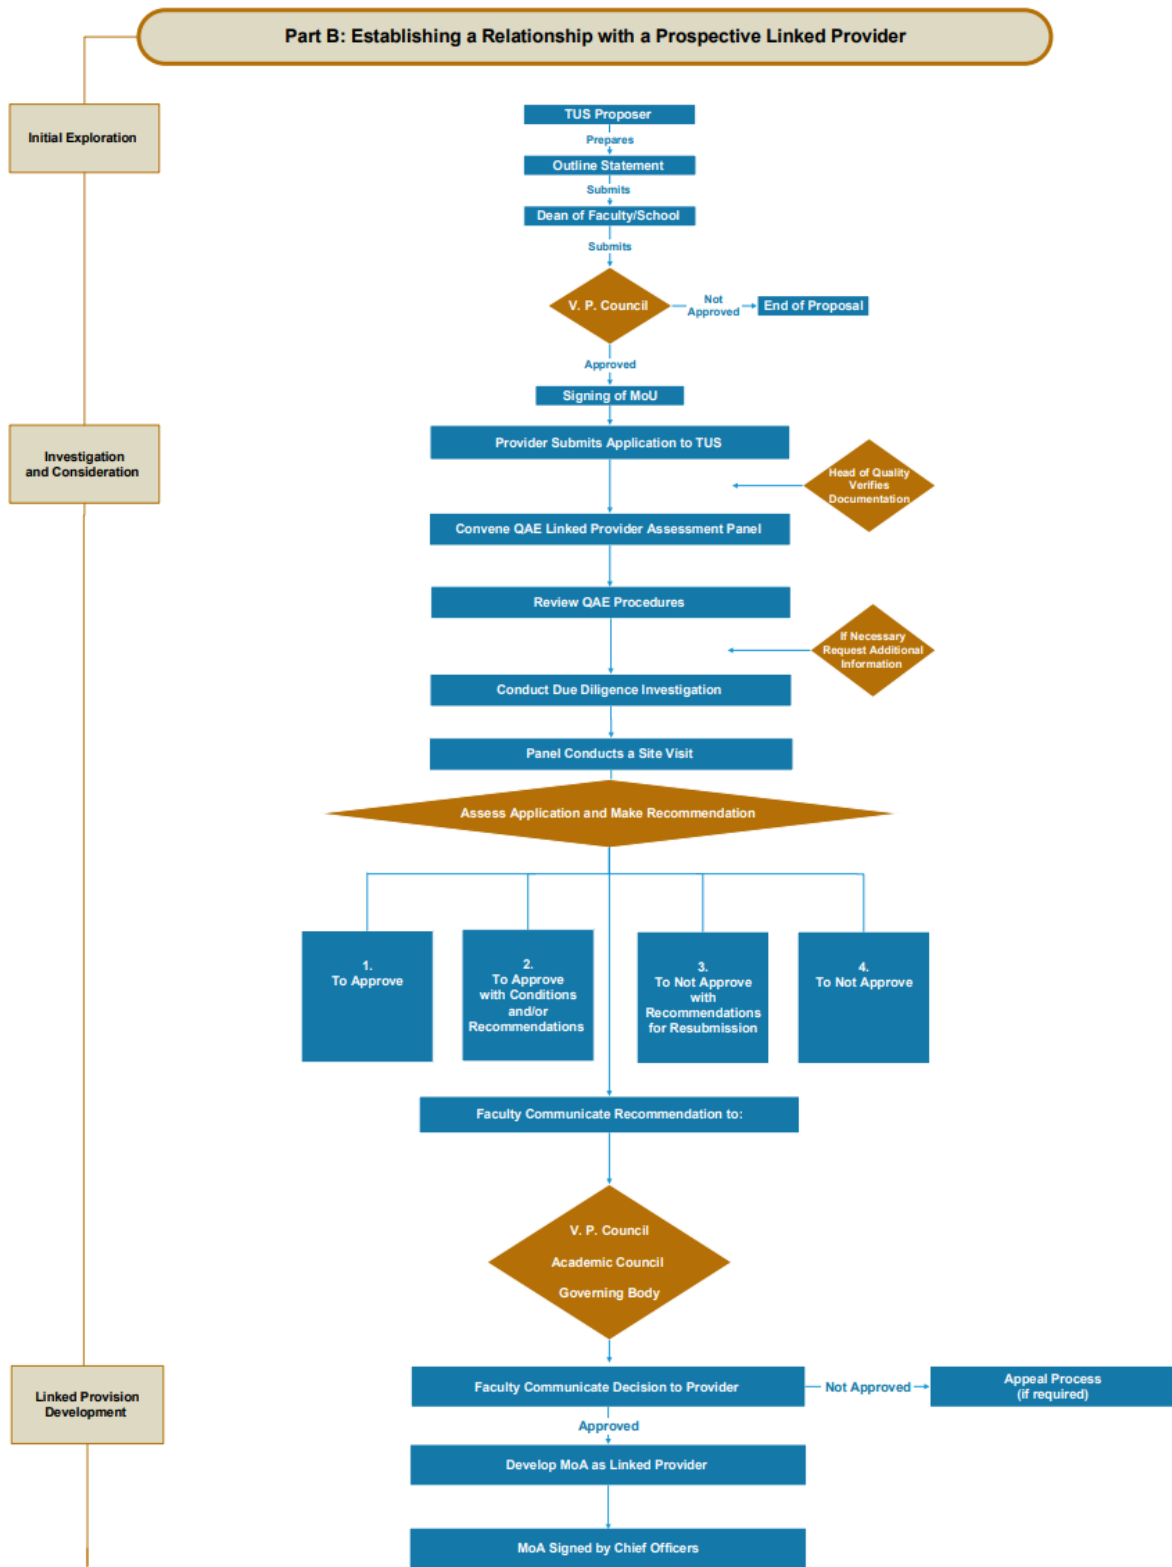 Part B: Establishing a Relationship with a Prospective Linked Provider
Initial Exploration
TUS Proposer
Prepares
Outline Statement
Submits
Dean of Faculty/School
Submits
V. P. Council
Not
Approved
End of Proposal
Approved
Signing of MoU
Investigation
and Consideration
Provider Submits Application to TUS
Head of Quality
Verifies
Documentation
Convene QAE Linked Provider Assessment Panel
Review QAE Procedures
If Necessary
Request Additional
Information
Conduct Due Diligence Investigation
Panel Conducts a Site Visit
Assess Application and Make Recommendation
1.
To Approve
2.
To Approve
with Conditions
and/or
Recommendations
3.
To Not Approve
with
Recommendations
for Resubmission
4.
To Not Approve
Faculty Communicate Recommendation to:
V. P. Council
Academic Council
Governing Body
Linked Provision
Development
Faculty Communicate Decision to Provider
Not Approved
Appeal Process
(if required)
Approved
Develop MoA as Linked Provider
MoA Signed by Chief Officers